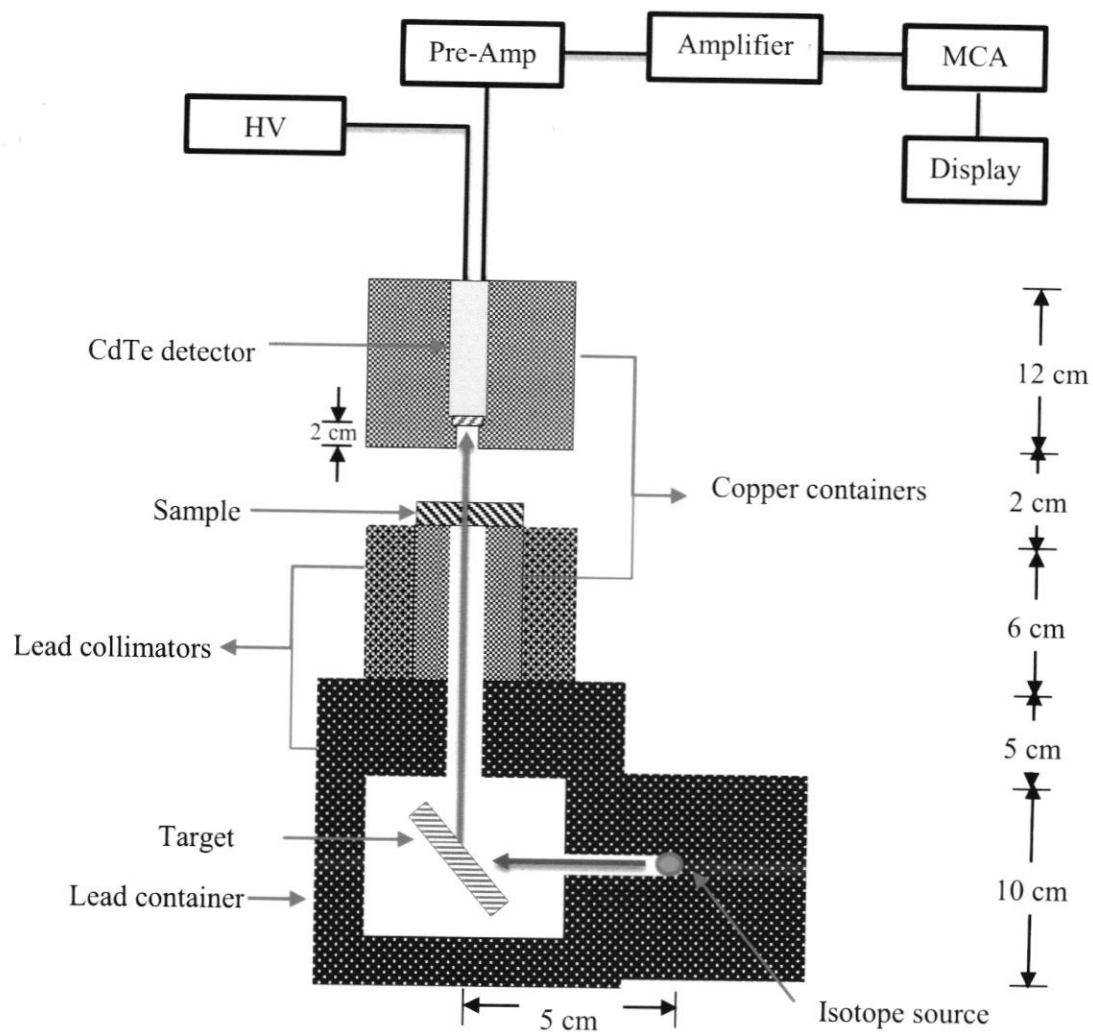 Pre-Amp
Amplifier
MCA
HV
Display
CdTe detector
12 cm
2 cm
Copper containers
2 cm
Sample
6 cm
Lead collimators
5 cm
Target
Lead container
10 cm
Isotope source
5 cm